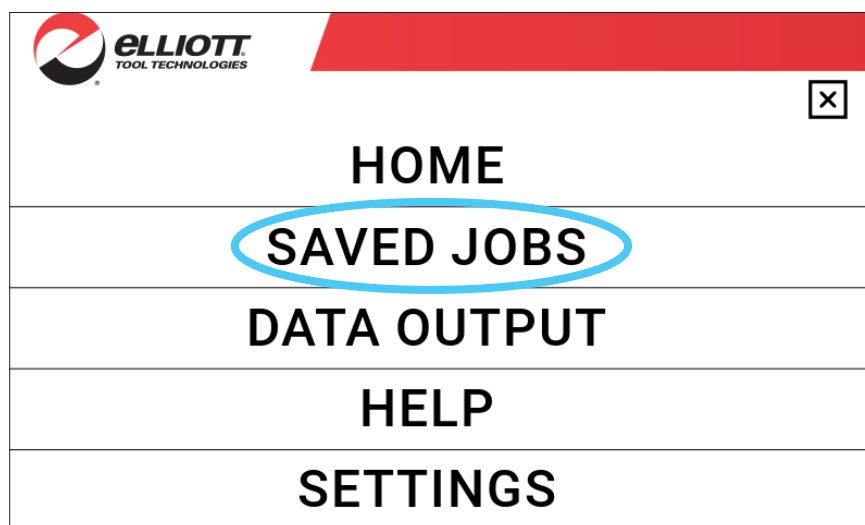 eLLIOTT.
TOOL TECHNOLOGIES
®
HOME
SAVED JOBS
DATA OUTPUT
HELP
SETTINGS